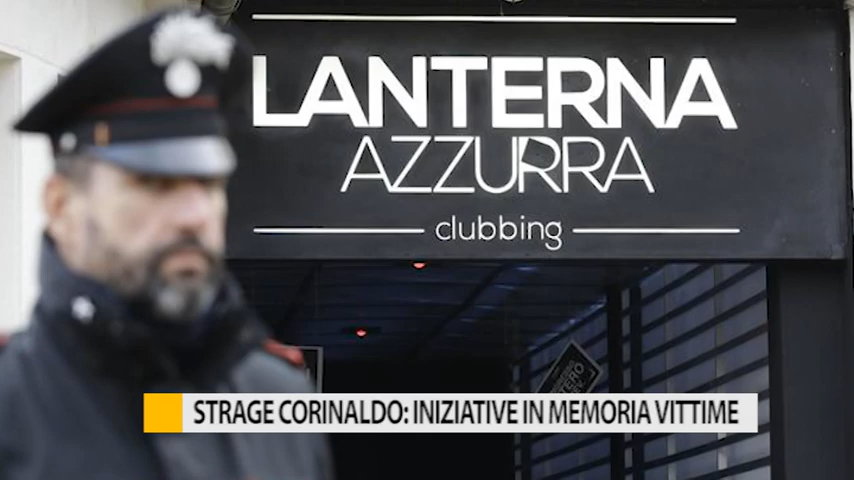 LANTERNA
AZZURRA
clubbing
STRAGE CORINALDO: INIZIATIVE IN MEMORIA VITTIME